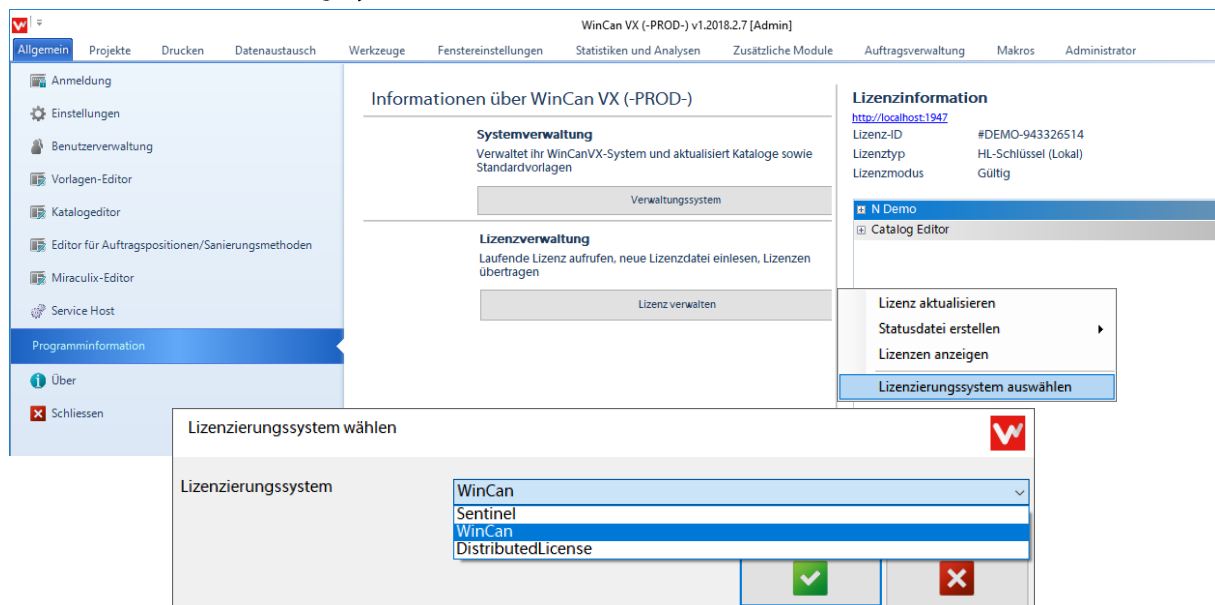 WinCan VX (-PROD-) v1.2018.2.7 [Admin]
Allgemein Projekte Drucken Datenaustausch Werkzeuge Fenstereinstellungen Statistiken und Analysen Zusätzliche Module Auftragsverwaltung Makros Administrator
Anmeldung
Einstellungen
Benutzerverwaltung
Vorlagen-Editor
Katalogeditor
Editor für Auftragspositionen/Sanierungsmethoden
Miraculix-Editor
Service Host
Programminformation
Über
Schliessen
Informationen über WinCan VX (-PROD-)
Systemverwaltung
Verwaltet ihr WinCanVX-System und aktualisiert Kataloge sowie
Standardvorlagen
Verwaltungssystem
Lizenzverwaltung
Laufende Lizenz aufrufen, neue Lizenzdatei einlesen, Lizenzen
übertragen
Lizenz verwalten
Lizenzinformation
http://localhost:1947
Lizenz-ID #DEMO-943326514
Lizenztyp HL-Schlüssel (Lokal)
Lizenzmodus Gültig
N Demo
Catalog Editor
Lizenz aktualisieren
Statusdatei erstellen
Lizenzen anzeigen
Lizenzierungssystem auswählen
Lizenzierungssystem wählen
Lizenzierungssystem WinCan
Sentinel
WinCan
DistributedLicense